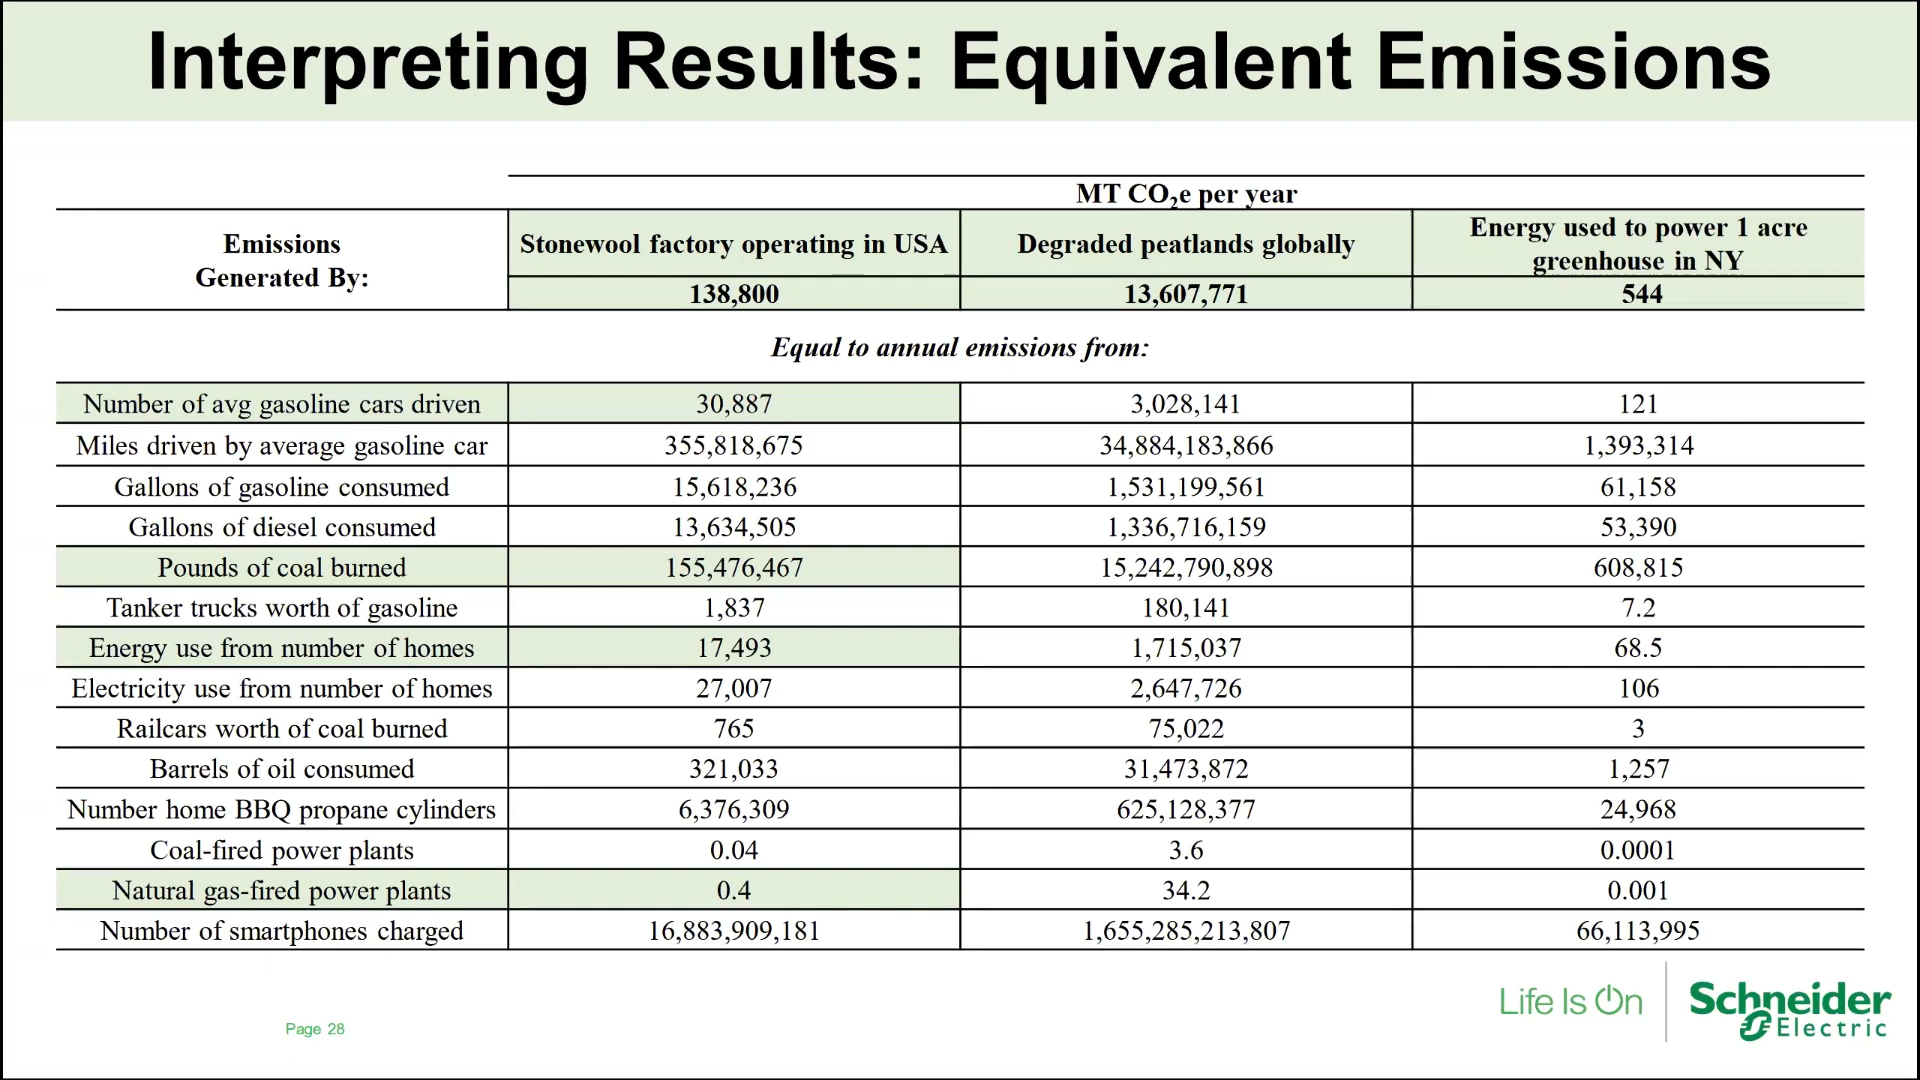 Interpreting Results: Equivalent Emissions
MT CO₂e per year
Emissions
Generated By:
Stonewool factory operating in USA
Degraded peatlands globally
Energy used to power 1 acre
greenhouse in NY
138,800 13,607,771 544
Equal to annual emissions from:
Number of avg gasoline cars driven 30,887 3,028,141 121
Miles driven by average gasoline car 355,818,675 34,884,183,866 1,393,314
Gallons of gasoline consumed 15,618,236 1,531,199,561 61,158
Gallons of diesel consumed 13,634,505 1,336,716,159 53,390
Pounds of coal burned 155,476,467 15,242,790,898 608,815
Tanker trucks worth of gasoline 1,837 180,141 7.2
Energy use from number of homes 17,493 1,715,037 68.5
Electricity use from number of homes 27,007 2,647,726 106
Railcars worth of coal burned 765 75,022 3
Barrels of oil consumed 321,033 31,473,872 1,257
Number home BBQ propane cylinders 6,376,309 625,128,377 24,968
Coal-fired power plants 0.04 3.6 0.0001
Natural gas-fired power plants 0.4 34.2 0.001
Number of smartphones charged 16,883,909,181 1,655,285,213,807 66,113,995
Life Is On
Schneider
Electric
Page 28